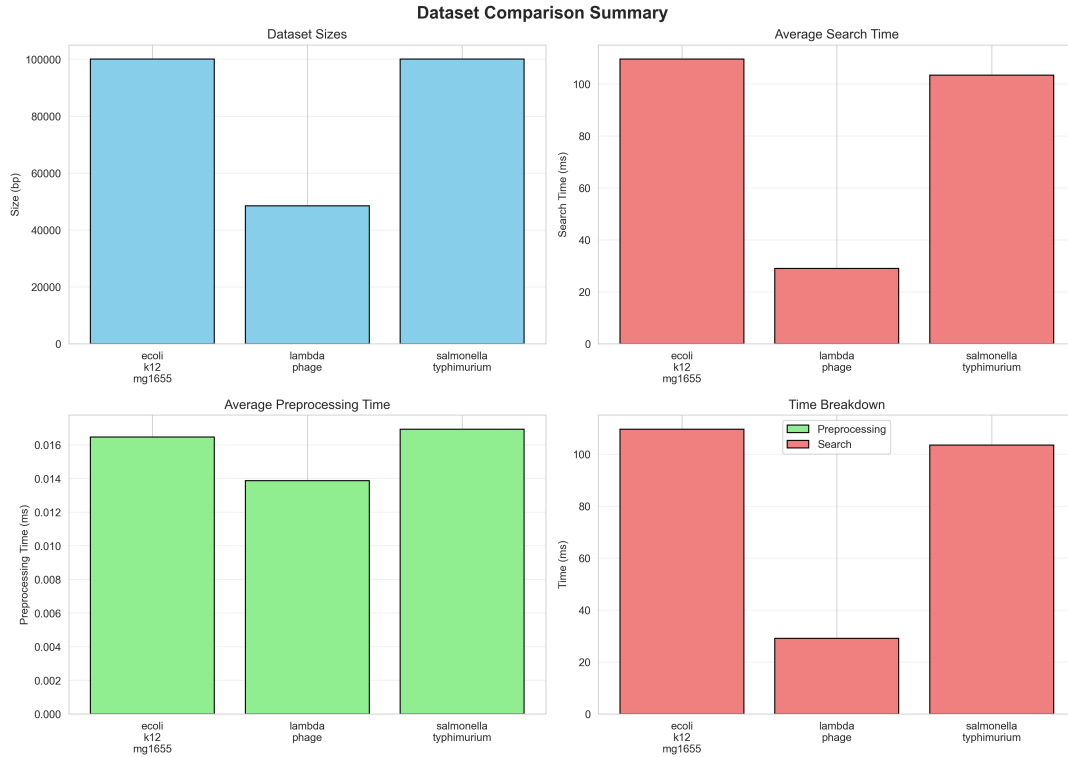 Dataset Comparison Summary
Dataset Sizes
Size (bp)
100000
80000
60000
40000
20000
0
ecoli
k12
mg1655
lambda
phage
salmonella
typhimurium
Average Search Time
Search Time (ms)
100
80
60
40
20
0
ecoli
k12
mg1655
lambda
phage
salmonella
typhimurium
Average Preprocessing Time
Preprocessing Time (ms)
0.016
0.014
0.012
0.010
0.008
0.006
0.004
0.002
0.000
ecoli
k12
mg1655
lambda
phage
salmonella
typhimurium
Time Breakdown
Preprocessing
Search
Time (ms)
100
80
60
40
20
0
ecoli
k12
mg1655
lambda
phage
salmonella
typhimurium